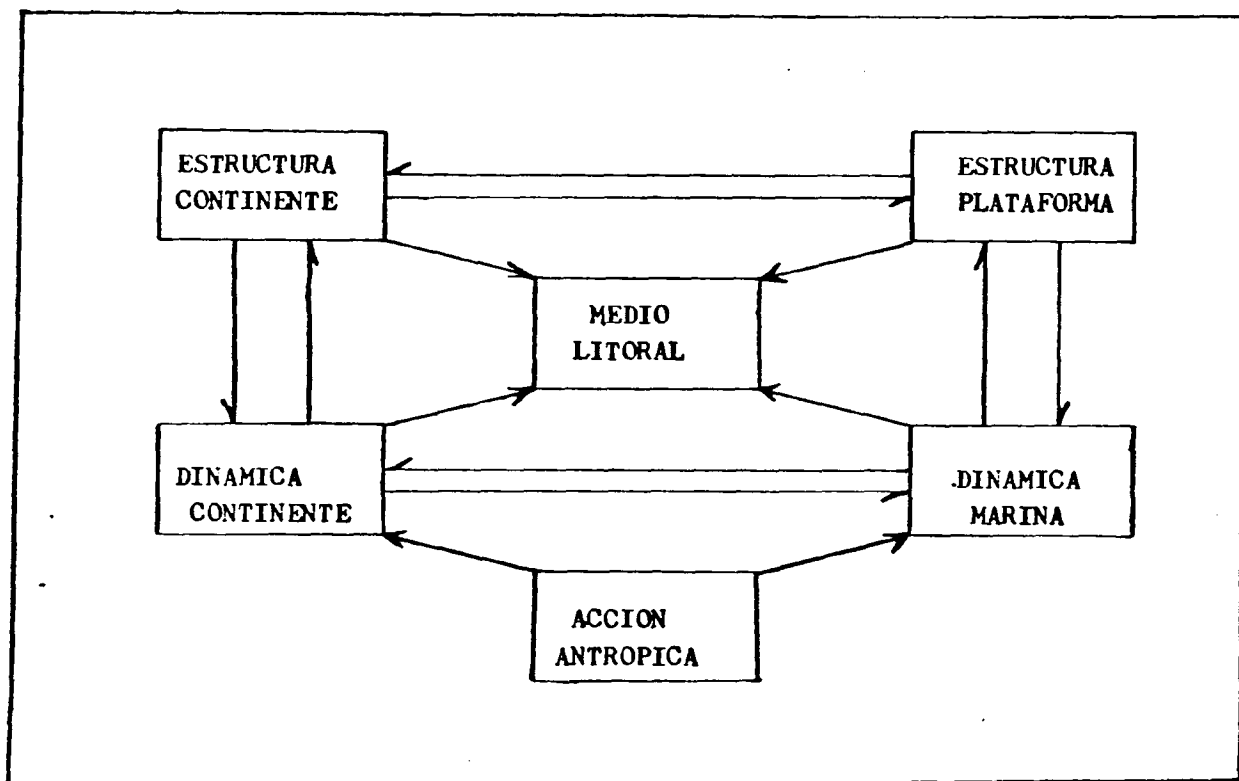 ESTRUCTURA
CONTINENTE
ESTRUCTURA
PLATAFORMA
MEDIO
LITORAL
DINAMICA
CONTINENTE
DINAMICA
MARINA
ACCION
ANTROPICA